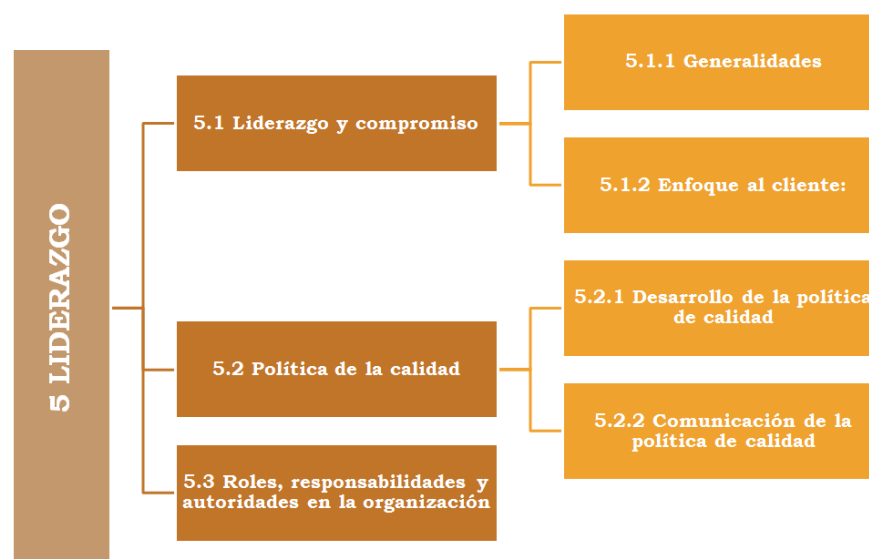 5 LIDERAZGO
5.1 Liderazgo y compromiso
5.1.1 Generalidades
5.1.2 Enfoque al cliente:
5.2 Política de la calidad
5.2.1 Desarrollo de la política
de calidad
5.2.2 Comunicación de la
política de calidad
5.3 Roles, responsabilidades y
autoridades en la organización